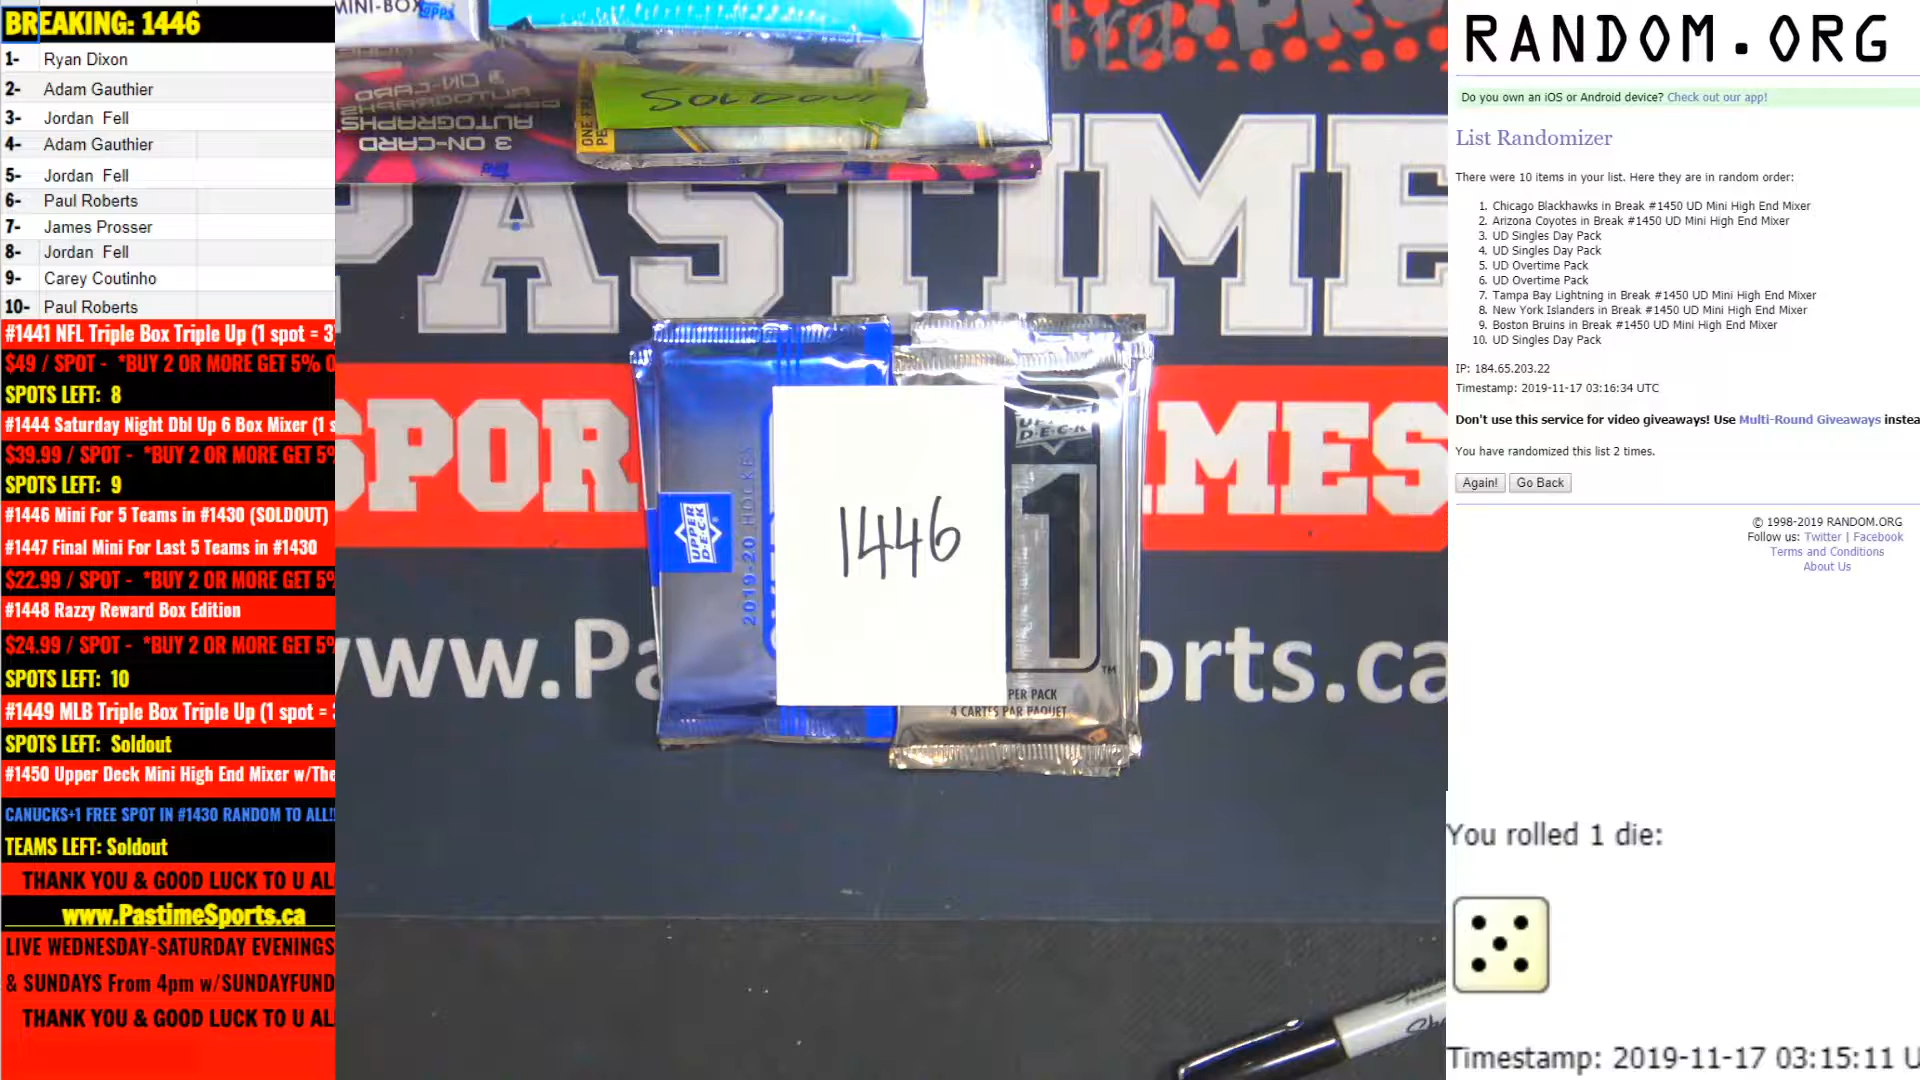 BREAKING: 1446
1- Ryan Dixon
2- Adam Gauthier
3- Jordan Fell
4- Adam Gauthier
5- Jordan Fell
6- Paul Roberts
7- James Prosser
8- Jordan Fell
9- Carey Coutinho
10- Paul Roberts
#1441 NFL Triple Box Triple Up (1 spot = 3
$49 / SPOT - *BUY 2 OR MORE GET 5% O
SPOTS LEFT: 8
#1444 Saturday Night Dbl Up 6 Box Mixer (1 s
$39.99 / SPOT - *BUY 2 OR MORE GET 5%
SPOTS LEFT: 9
#1446 Mini For 5 Teams in #1430 (SOLDOUT)
#1447 Final Mini For Last 5 Teams in #1430
$22.99 / SPOT - *BUY 2 OR MORE GET 5%
#1448 Razzy Reward Box Edition
$24.99 / SPOT - *BUY 2 OR MORE GET 5%
SPOTS LEFT: 10
#1449 MLB Triple Box Triple Up (1 spot = 3
SPOTS LEFT: Soldout
#1450 Upper Deck Mini High End Mixer w/The
CANUCKS+1 FREE SPOT IN #1430 RANDOM TO ALL!!
TEAMS LEFT: Soldout
THANK YOU & GOOD LUCK TO U AL
www.PastimeSports.ca
LIVE WEDNESDAY-SATURDAY EVENINGS
& SUNDAYS From 4pm w/SUNDAYFUND
THANK YOU & GOOD LUCK TO U AL
MINI-BOX
topps
3 ON-CARD
AUTOGRAPHS
SOLDOUT
PASTIME
SPOR
MES
www.Pa
orts.ca
UPPER DECK
2019-20 HOCKEY
1446
UPPER DECK
1
PER PACK
4 CARTES PAR PAQUET
RANDOM.ORG
Do you own an iOS or Android device? Check out our app!
List Randomizer
There were 10 items in your list. Here they are in random order:
1. Chicago Blackhawks in Break #1450 UD Mini High End Mixer
2. Arizona Coyotes in Break #1450 UD Mini High End Mixer
3. UD Singles Day Pack
4. UD Singles Day Pack
5. UD Overtime Pack
6. UD Overtime Pack
7. Tampa Bay Lightning in Break #1450 UD Mini High End Mixer
8. New York Islanders in Break #1450 UD Mini High End Mixer
9. Boston Bruins in Break #1450 UD Mini High End Mixer
10. UD Singles Day Pack
IP: 184.65.203.22
Timestamp: 2019-11-17 03:16:34 UTC
Don't use this service for video giveaways! Use Multi-Round Giveaways instea
You have randomized this list 2 times.
Again! Go Back
© 1998-2019 RANDOM.ORG
Follow us: Twitter | Facebook
Terms and Conditions
About Us
You rolled 1 die:
Timestamp: 2019-11-17 03:15:11 U